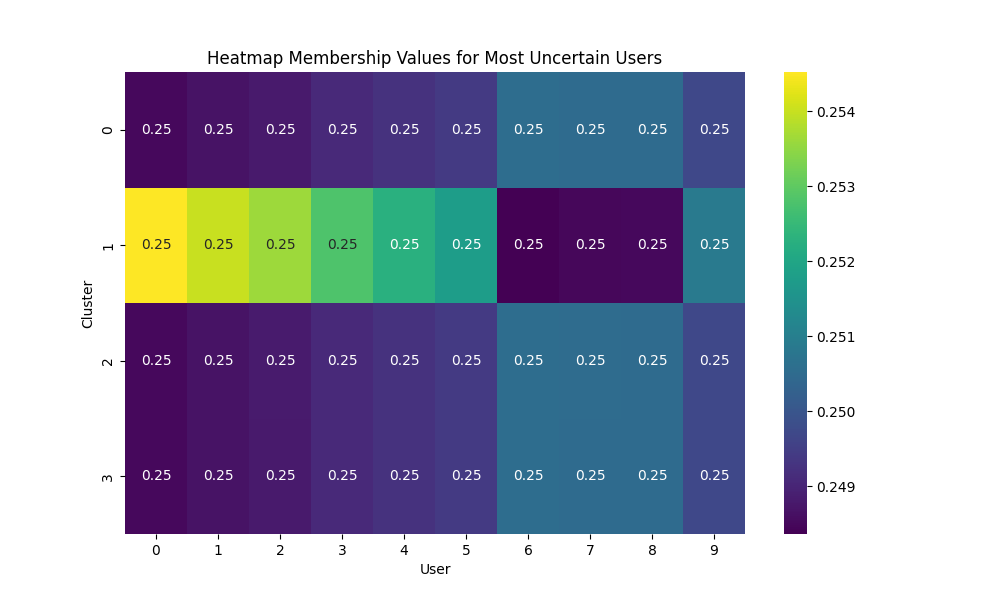 Heatmap Membership Values for Most Uncertain Users
0 0.25 0.25 0.25 0.25 0.25 0.25 0.25 0.25 0.25 0.25
1 0.25 0.25 0.25 0.25 0.25 0.25 0.25 0.25 0.25 0.25
2 0.25 0.25 0.25 0.25 0.25 0.25 0.25 0.25 0.25 0.25
3 0.25 0.25 0.25 0.25 0.25 0.25 0.25 0.25 0.25 0.25
Cluster
0 1 2 3 4 5 6 7 8 9
User
0.254
0.253
0.252
0.251
0.250
0.249